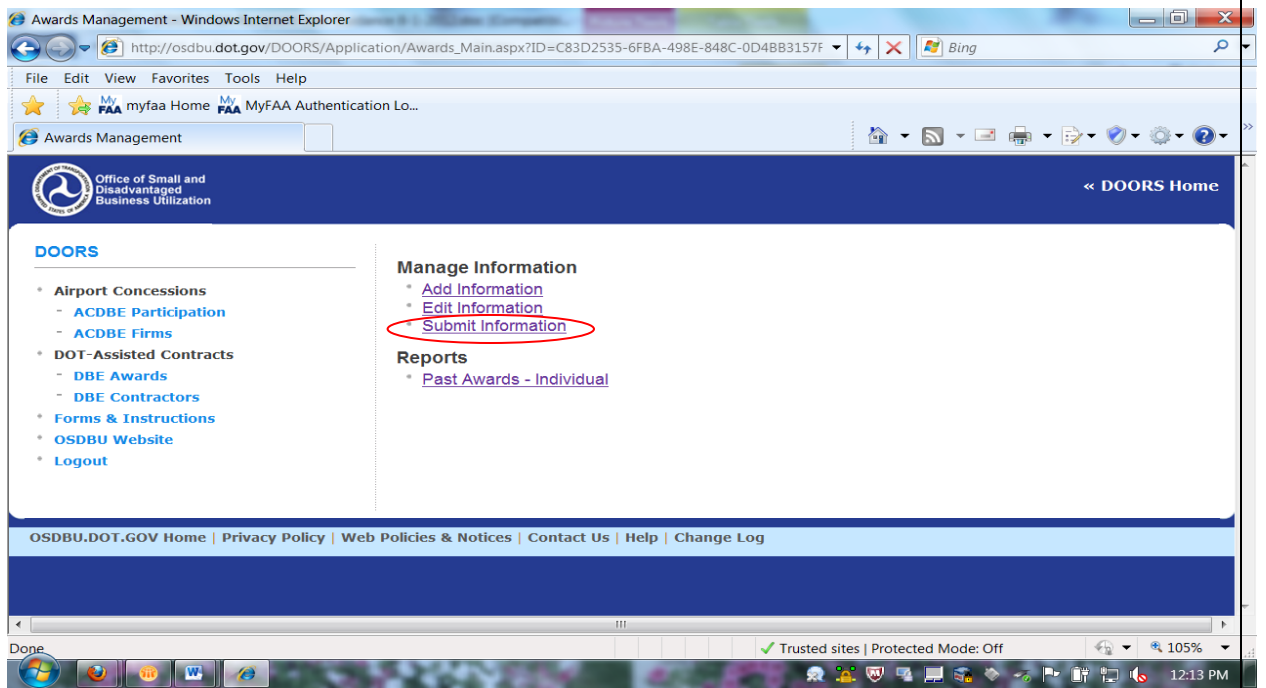 Awards Management - Windows Internet Explorer
http://osdbu.dot.gov/DOORS/Application/Awards_Main.aspx?ID=C83D2535-6FBA-498E-848C-0D4BB3157F
Bing
File Edit View Favorites Tools Help
My FAA myfaa Home My FAA MyFAA Authentication Lo...
Awards Management
Office of Small and
Disadvantaged
Business Utilization
« DOORS Home
DOORS
Airport Concessions
- ACDBE Participation
- ACDBE Firms
DOT-Assisted Contracts
- DBE Awards
- DBE Contractors
Forms & Instructions
OSDBU Website
Logout
Manage Information
Add Information
Edit Information
Submit Information
Reports
Past Awards - Individual
OSDBU.DOT.GOV Home | Privacy Policy | Web Policies & Notices | Contact Us | Help | Change Log
Done
Trusted sites | Protected Mode: Off
105%
12:13 PM